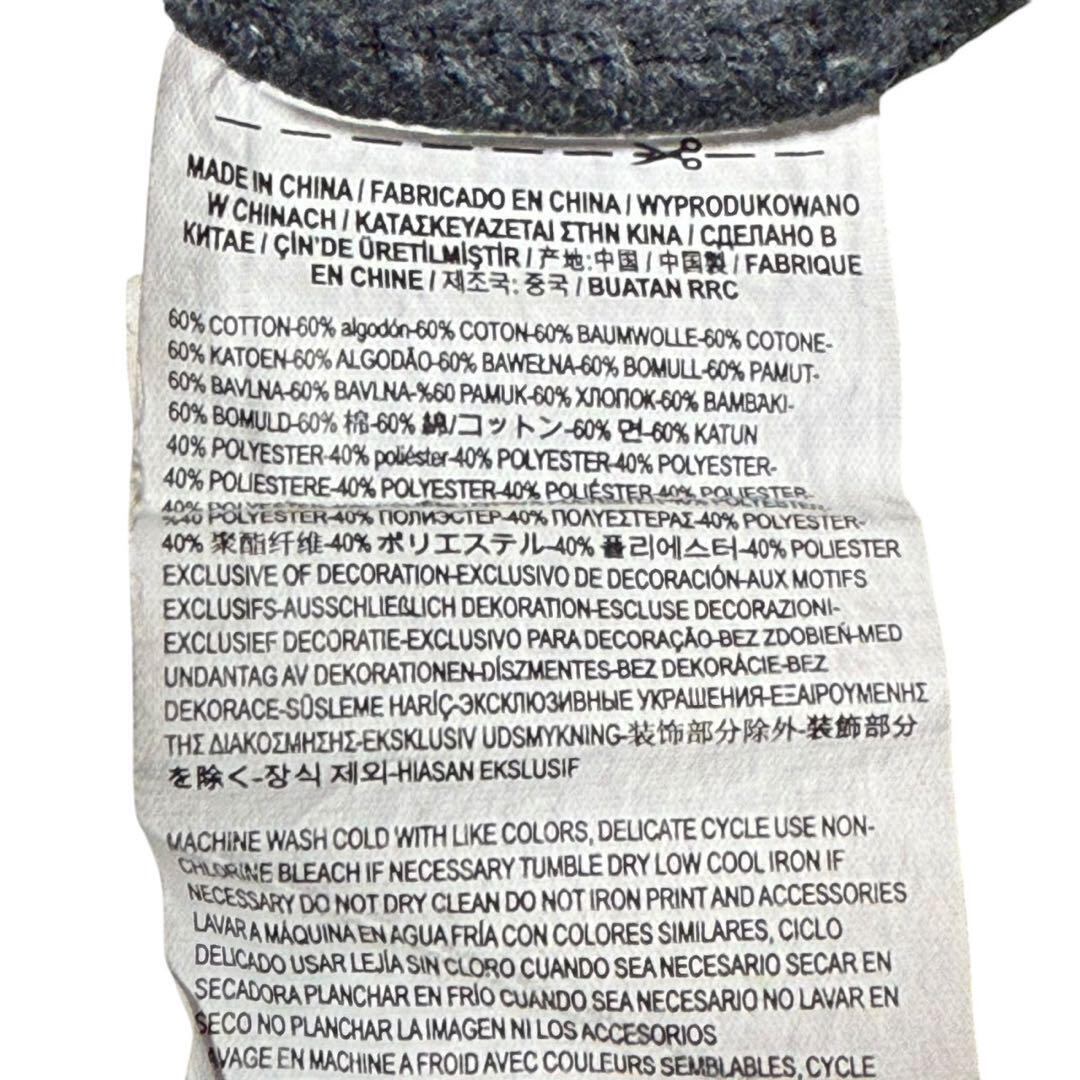 MADE IN CHINA / FABRICADO EN CHINA / WYPRODUKOWANO
W CHINACH / ΚΑΤΑΣΚΕΥΑΖΕΤΑΙ ΣΤΗΝ ΚΙΝΑ / СДЕЛАНО В
КИТАЕ / ÇİN'DE ÜRETİLMİŞTİR / 产地:中国 / 中国製 / FABRIQUE
EN CHINE / 제조국: 중국 / BUATAN RRC
60% COTTON-60% algodón-60% COTON-60% BAUMWOLLE-60% COTONE-
60% KATOEN-60% ALGODÃO-60% BAWEŁNA-60% BOMULL-60% PAMUT-
60% BAVLNA-60% BAVLNA-%60 PAMUK-60% ХЛОПОК-60% ΒΑΜΒΑΚΙ-
60% BOMULD-60% 棉-60% 綿/コットン-60% 면-60% KATUN
40% POLYESTER-40% poliéster-40% POLYESTER-40% POLYESTER-
40% POLIESTERE-40% POLYESTER-40% POLIÉSTER-40% POLIESTER-
%40 POLYESTER-40% ПОЛИЭСТЕР-40% ΠΟΛΥΕΣΤΕΡΑΣ-40% POLYESTER-
40% 聚酯纤维-40% ポリエステル-40% 폴리에스터-40% POLIESTER
EXCLUSIVE OF DECORATION-EXCLUSIVO DE DECORACIÓN-AUX MOTIFS
EXCLUSIFS-AUSSCHLIEßLICH DEKORATION-ESCLUSE DECORAZIONI-
EXCLUSIEF DECORATIE-EXCLUSIVO PARA DECORAÇÃO-BEZ ZDOBIEŃ-MED
UNDANTAG AV DEKORATIONEN-DÍSZMENTES-BEZ DEKORÁCIE-BEZ
DEKORACE-SÜSLEME HARİÇ-ЭКСКЛЮЗИВНЫЕ УКРАШЕНИЯ-ΕΞΑΙΡΟΥΜΕΝΗΣ
ΤΗΣ ΔΙΑΚΟΣΜΗΣΗΣ-EKSKLUSIV UDSMYKNING-装饰部分除外-装飾部分
を除く-장식 제외-HIASAN EKSLUSIF
MACHINE WASH COLD WITH LIKE COLORS, DELICATE CYCLE USE NON-
CHLORINE BLEACH IF NECESSARY TUMBLE DRY LOW COOL IRON IF
NECESSARY DO NOT DRY CLEAN DO NOT IRON PRINT AND ACCESSORIES
LAVAR A MÁQUINA EN AGUA FRÍA CON COLORES SIMILARES, CICLO
DELICADO USAR LEJÍA SIN CLORO CUANDO SEA NECESARIO SECAR EN
SECADORA PLANCHAR EN FRÍO CUANDO SEA NECESARIO NO LAVAR EN
SECO NO PLANCHAR LA IMAGEN NI LOS ACCESORIOS
LAVAGE EN MACHINE A FROID AVEC COULEURS SEMBLABLES, CYCLE